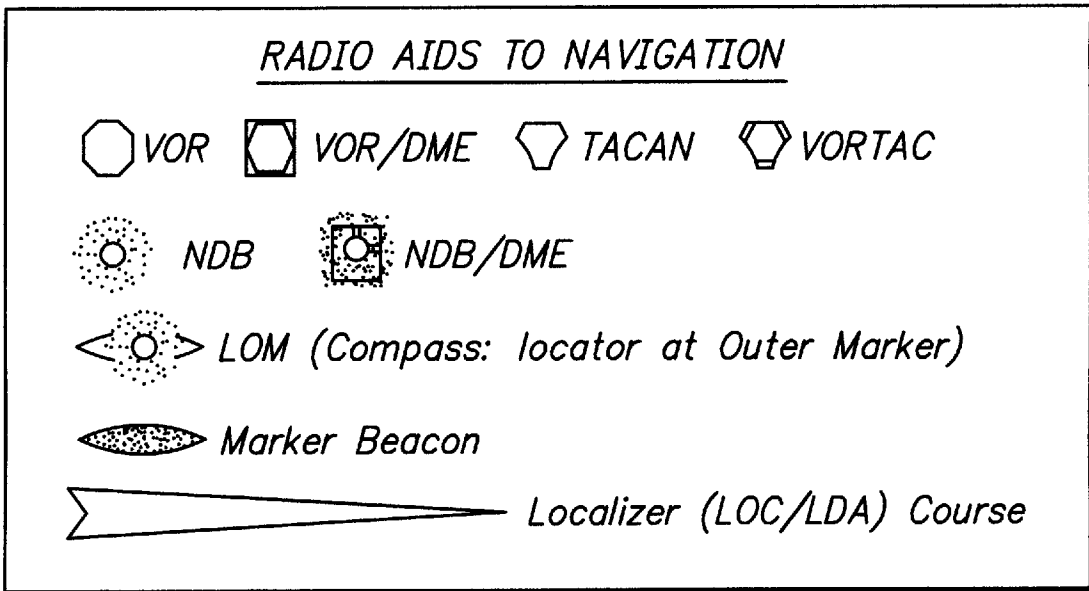 RADIO AIDS TO NAVIGATION
VOR VOR/DME TACAN VORTAC
NDB NDB/DME
LOM (Compass: locator at Outer Marker)
Marker Beacon
Localizer (LOC/LDA) Course